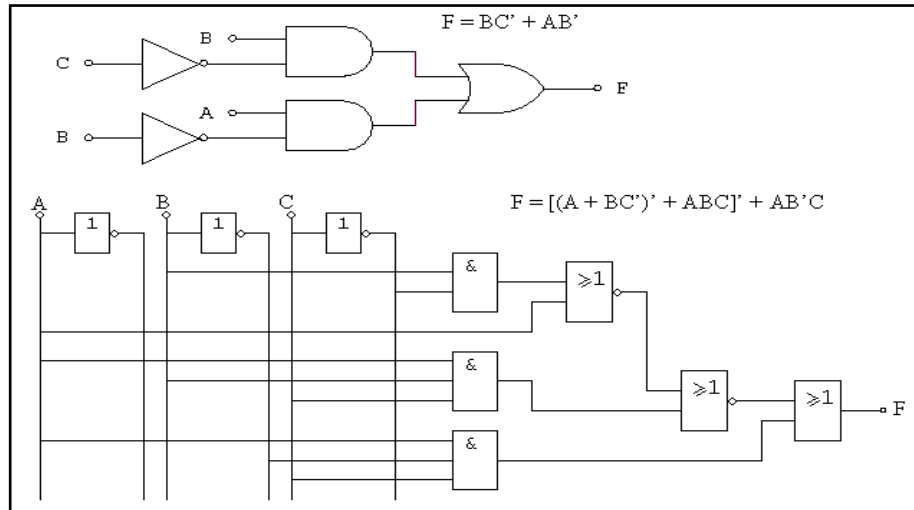 F = BC’ + AB’
B
C
F
A
B
A B C
F = [(A + BC’)’ + ABC]’ + AB’C
1 1 1
&
≥1
&
≥1
≥1
F
&